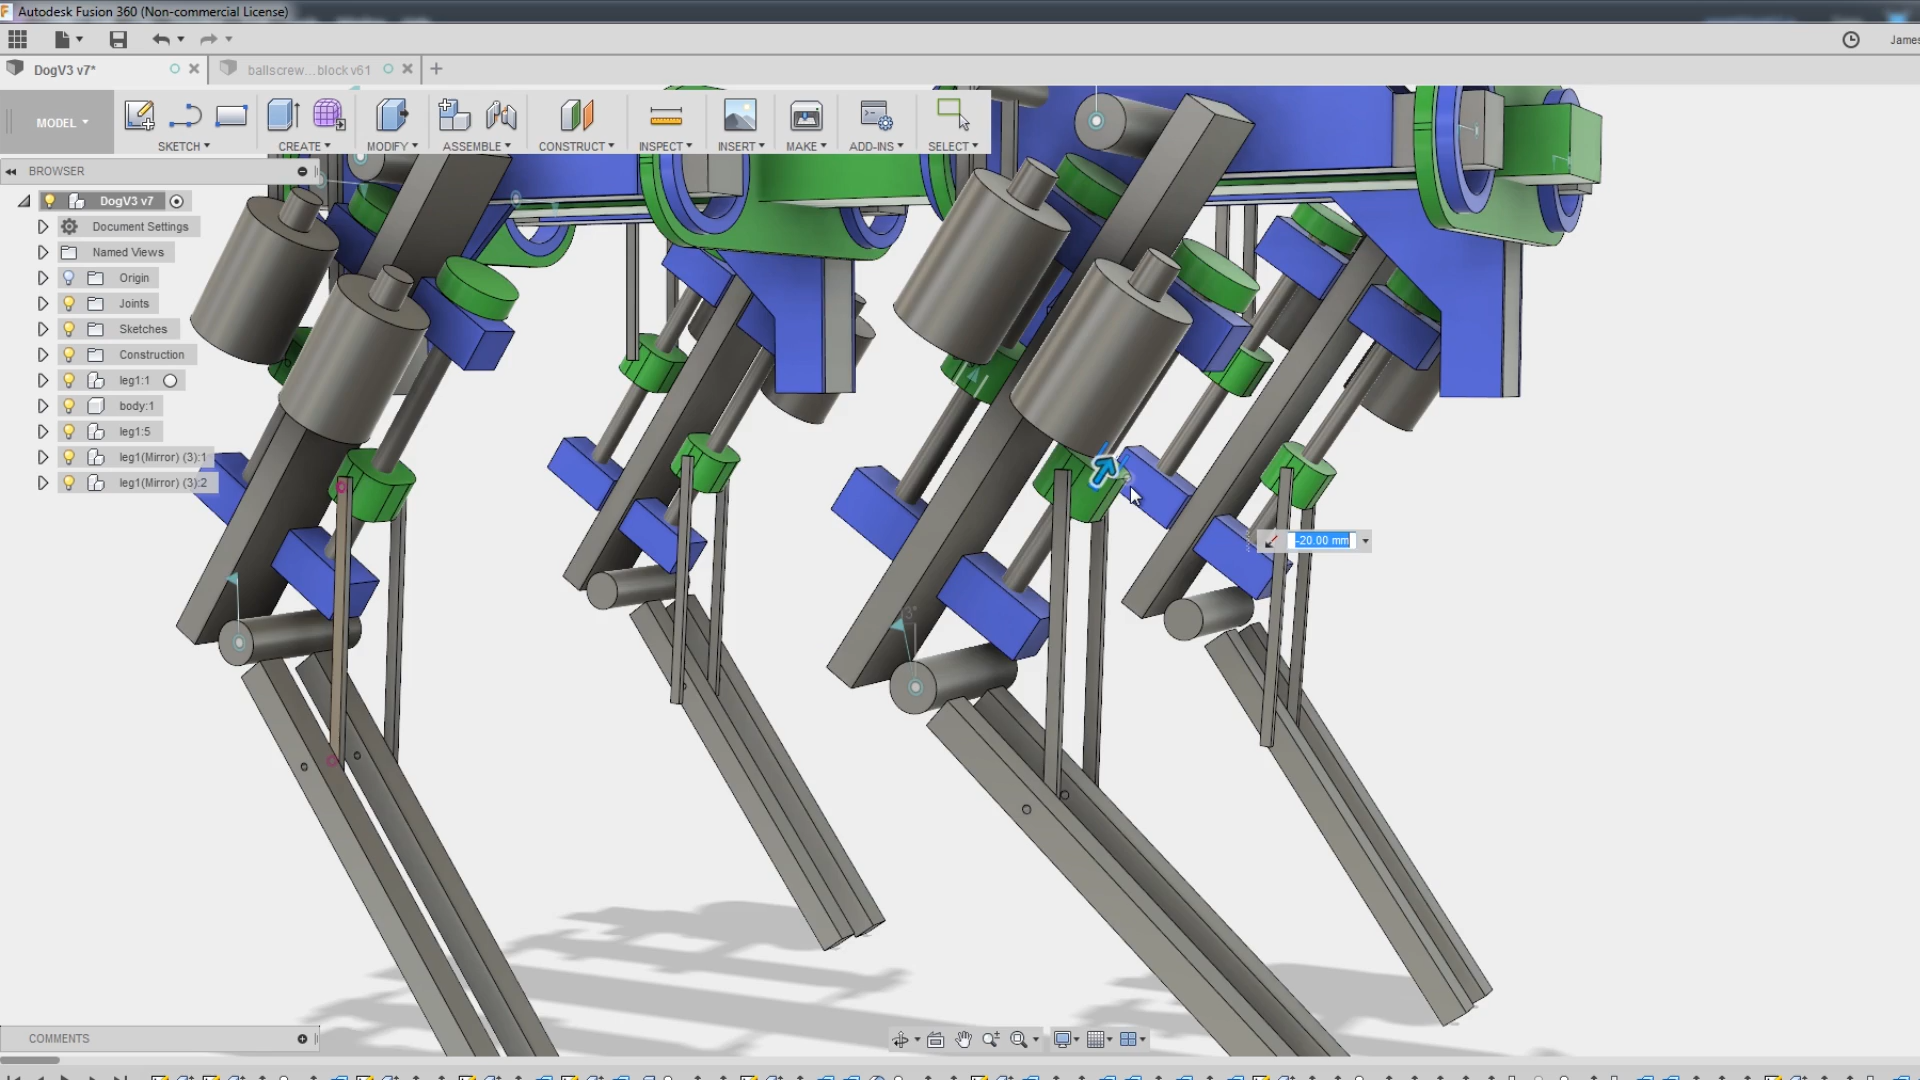 Autodesk Fusion 360 (Non-commercial License)
James
DogV3 v7*
ballscrew...block v61
MODEL
SKETCH
CREATE
MODIFY
ASSEMBLE
CONSTRUCT
INSPECT
INSERT
MAKE
ADD-INS
SELECT
BROWSER
DogV3 v7
Document Settings
Named Views
Origin
Joints
Sketches
Construction
leg1:1
body:1
leg1:5
leg1(Mirror) (3):1
leg1(Mirror) (3):2
-20.00 mm
COMMENTS